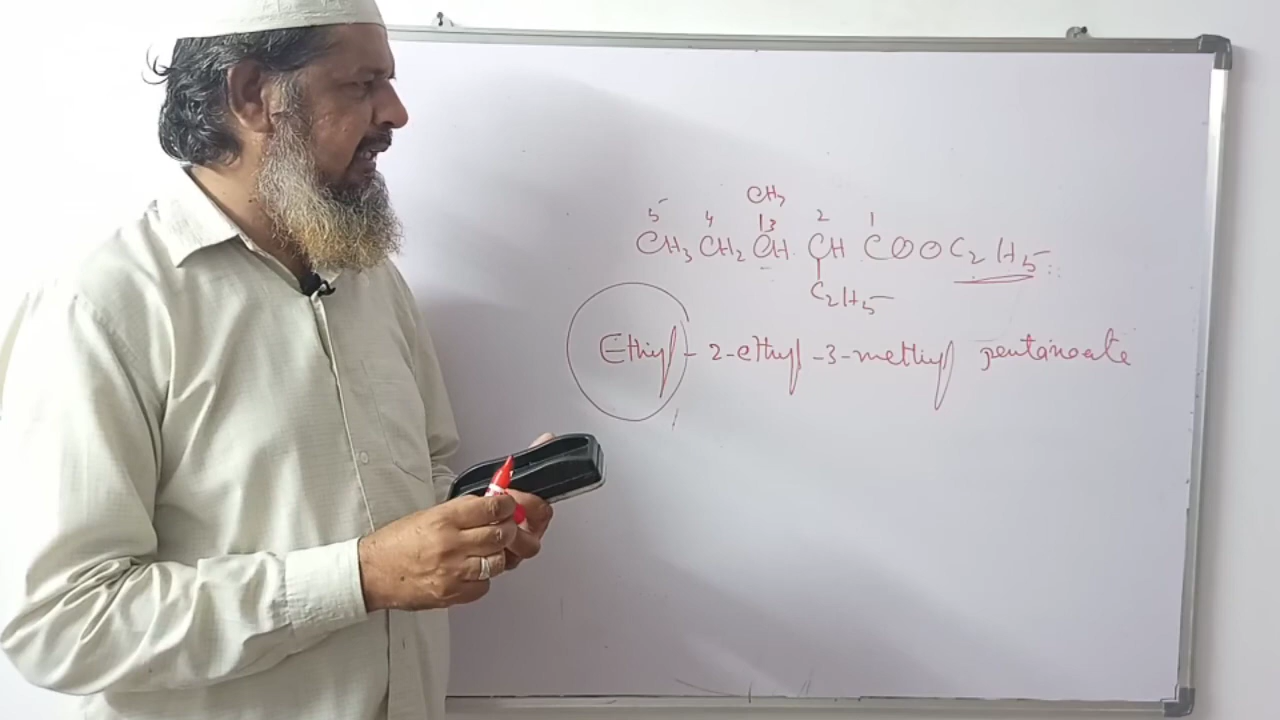 CH3
5 4 3 2 1
CH3 CH2 CH CH COOC2H5
C2H5
Ethyl - 2-ethyl-3-methyl pentanoate